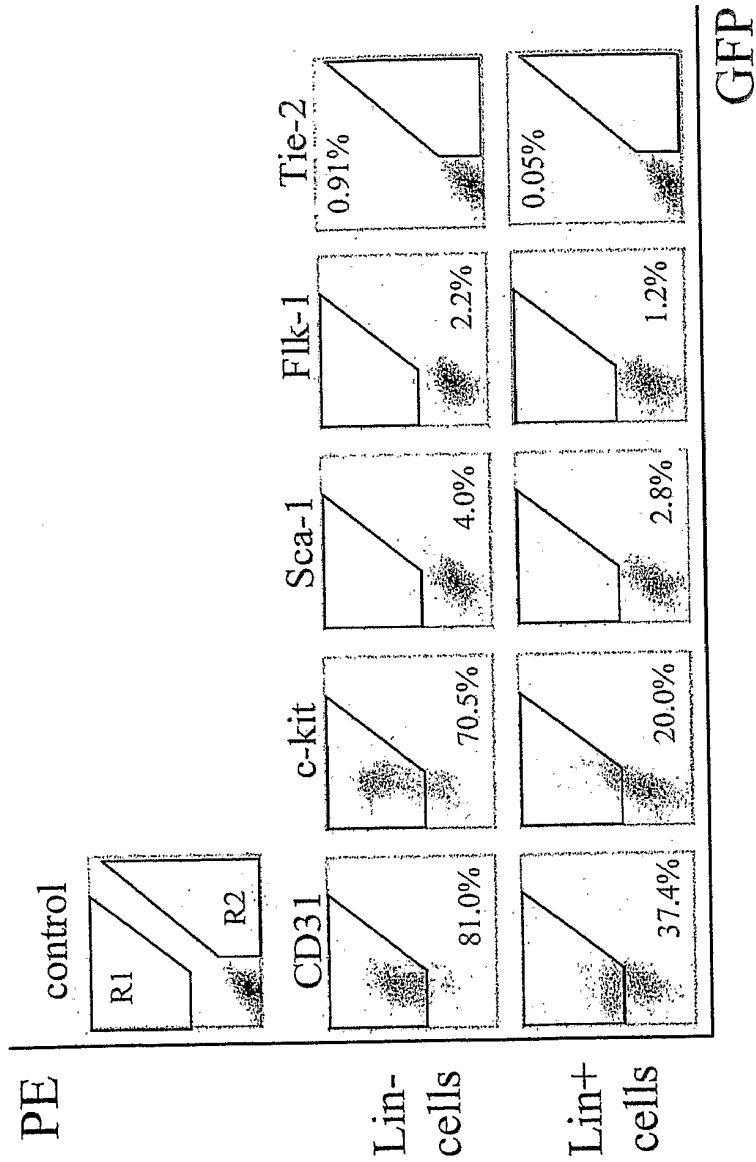 PE
control
R1
R2
CD31
c-kit
Sca-1
Flk-1
Tie-2
Lin-
cells
81.0%
70.5%
4.0%
2.2%
0.91%
Lin+
cells
37.4%
20.0%
2.8%
1.2%
0.05%
GFP